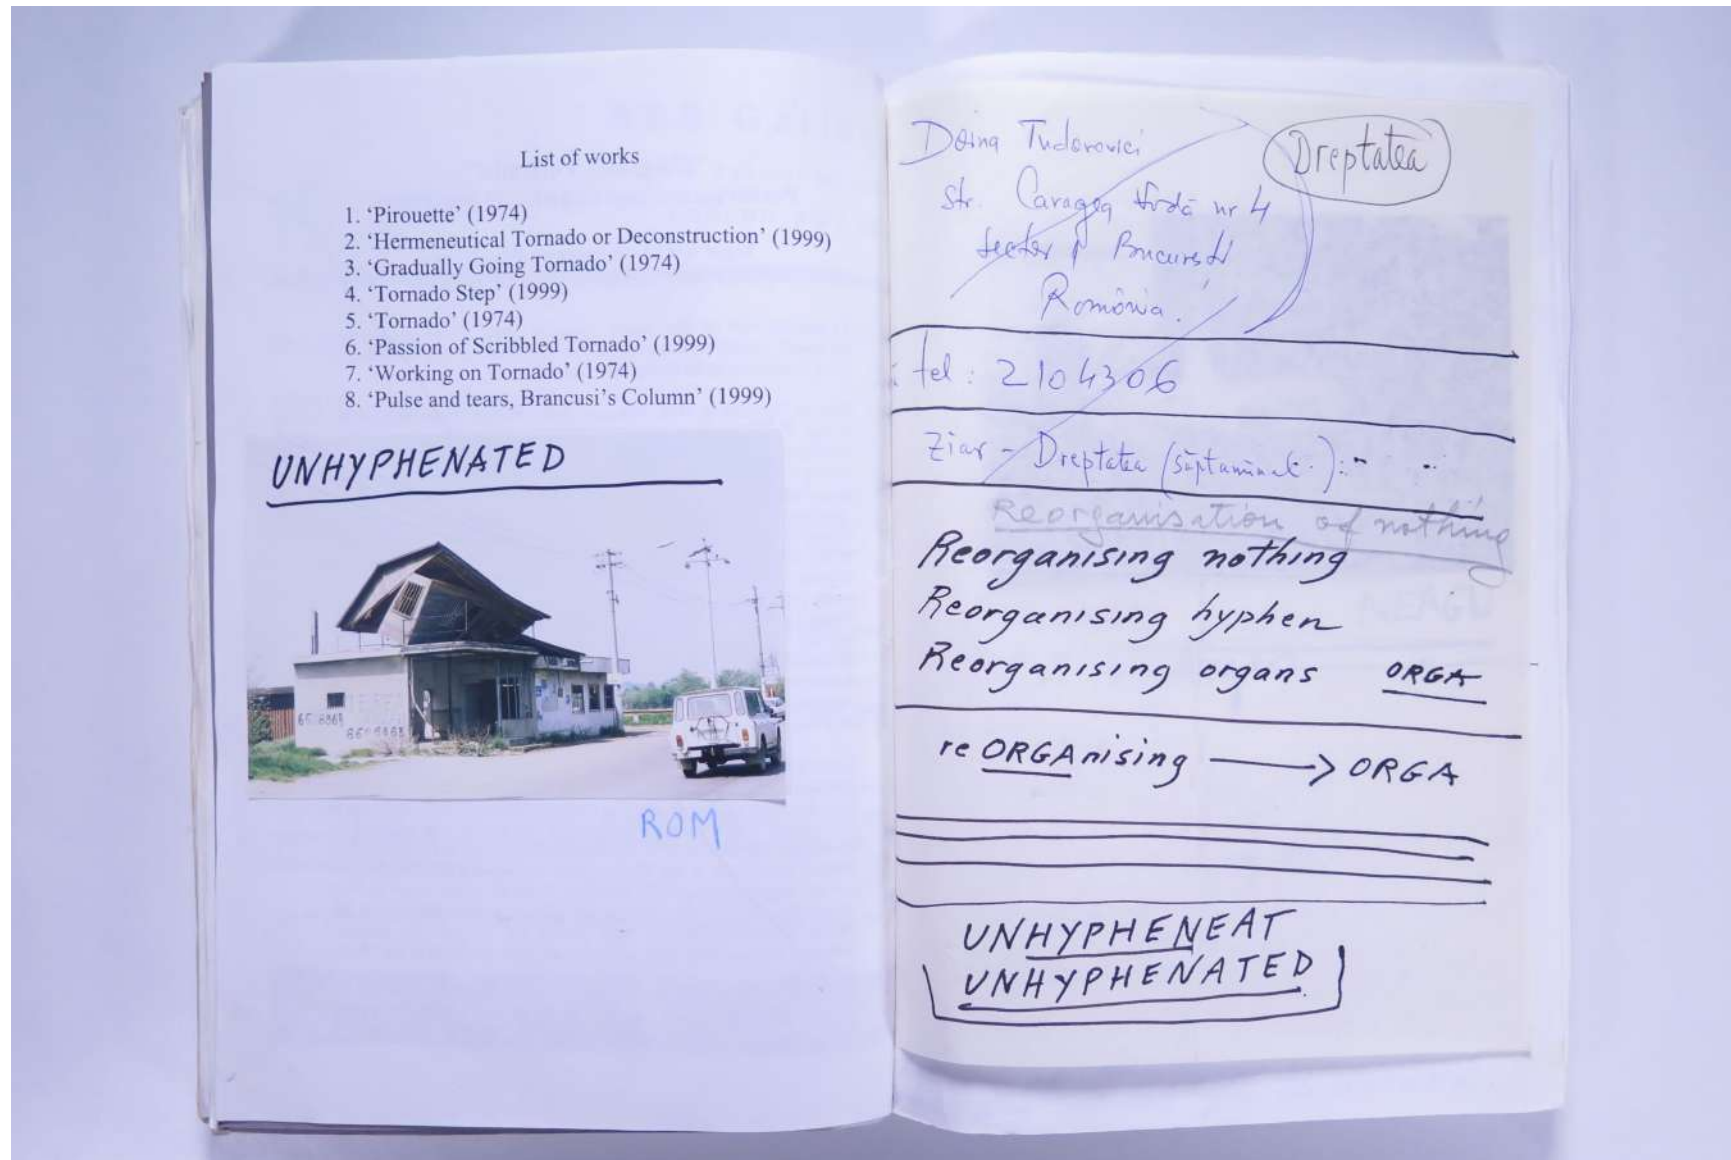 List of works
1. ‘Pirouette’ (1974)
2. ‘Hermeneutical Tornado or Deconstruction’ (1999)
3. ‘Gradually Going Tornado’ (1974)
4. ‘Tornado Step’ (1999)
5. ‘Tornado’ (1974)
6. ‘Passion of Scribbled Tornado’ (1999)
7. ‘Working on Tornado’ (1974)
8. ‘Pulse and tears, Brancusi’s Column’ (1999)
UNHYPHENATED
ROM
Doina Tudorovici
Dreptatea
str. Caragea Vodă nr 4
sector 1 București
România.
tel: 2104306
Ziar - Dreptatea (săptaminal.):
Reorganisation of nothing
Reorganising nothing
Reorganising hyphen
Reorganising organs ORGA
re ORGAnising → ORGA
UNHYPHENEAT
UNHYPHENATED